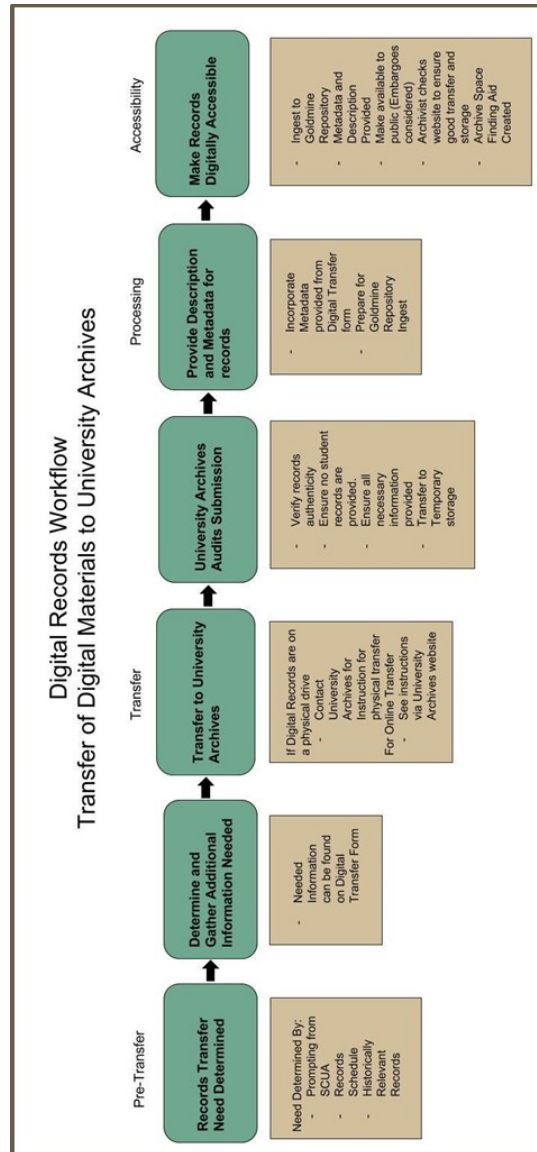 Digital Records Workflow
Transfer of Digital Materials to University Archives
Pre-Transfer
Transfer
Processing
Accessibility
Records Transfer
Need Determined
Determine and
Gather Additional
Information Needed
Transfer to University
Archives
University Archives
Audits Submission
Provide Description
and Metadata for
records
Make Records
Digitally Accessible
Need Determined By:
- Prompting from
SCUA
- Records
Schedule
- Historically
Relevant
Records
- Needed
Information
can be found
on Digital
Transfer Form
If Digital Records are on
a physical drive
- Contact
University
Archives for
Instruction for
physical transfer
For Online Transfer
- See instructions
via University
Archives website
- Verify records
authenticity
- Ensure no student
records are
provided.
- Ensure all
necessary
information
provided
- Transfer to
Temporary
storage
- Incorporate
Metadata
provided from
Digital Transfer
form
- Prepare for
Goldmine
Repository
Ingest
- Ingest to
Goldmine
Repository
- Metadata and
Description
Provided
- Make available to
public (Embargoes
considered)
- Archivist checks
website to ensure
good transfer and
storage
- Archive Space
Finding Aid
Created